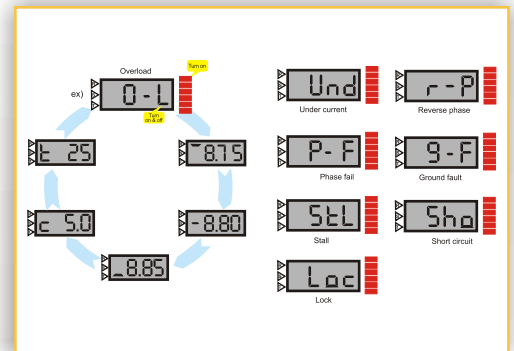 Overload
Turn on
ex)
0-L
Turn
on & off
t 25
¯8.75
c 5.0
-8.80
_8.85
Und
Under current
r-P
Reverse phase
P-F
Phase fail
g-F
Ground fault
StL
Stall
Sho
Short circuit
Loc
Lock